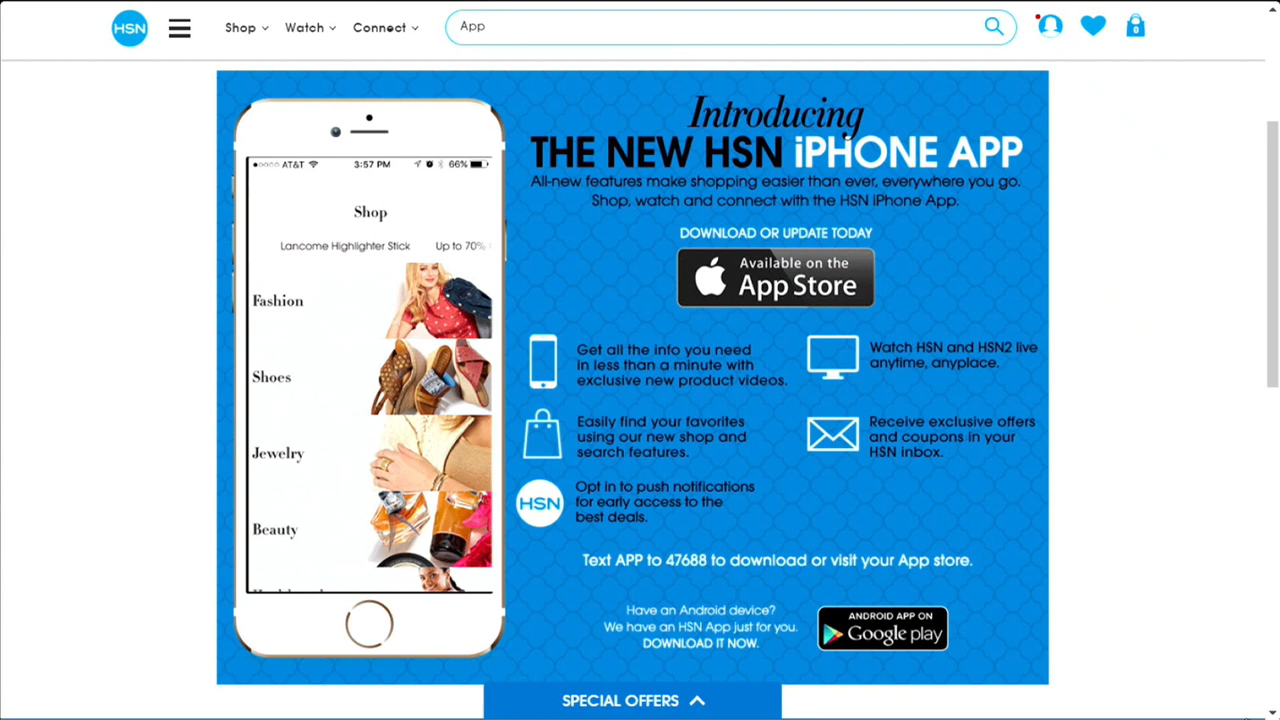 HSN
Shop
Watch
Connect
App
0
AT&T
3:57 PM
66%
Shop
Lancome Highlighter Stick
Up to 70%
Fashion
Shoes
Jewelry
Beauty
Introducing
THE NEW HSN iPHONE APP
All-new features make shopping easier than ever, everywhere you go.
Shop, watch and connect with the HSN iPhone App.
DOWNLOAD OR UPDATE TODAY
Available on the
App Store
Get all the info you need
in less than a minute with
exclusive new product videos.
Watch HSN and HSN2 live
anytime, anyplace.
Easily find your favorites
using our new shop and
search features.
Receive exclusive offers
and coupons in your
HSN inbox.
HSN
Opt in to push notifications
for early access to the
best deals.
Text APP to 47688 to download or visit your App store.
Have an Android device?
We have an HSN App just for you.
DOWNLOAD IT NOW.
ANDROID APP ON
Google play
SPECIAL OFFERS